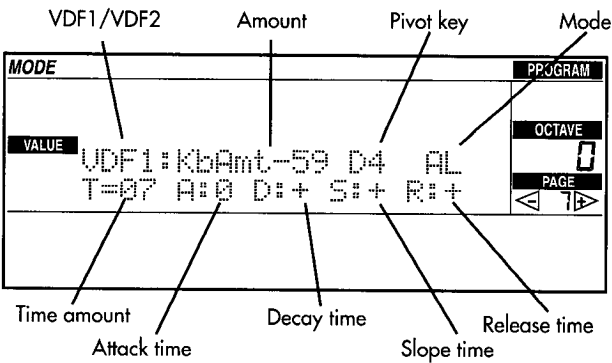 VDF1/VDF2 Amount Pivot key Mode
MODE PROGRAM
OCTAVE
VALUE
0
VDF1:KbAmt-59 D4 AL
PAGE
T=07 A:0 D:+ S:+ R:+
- 7 +
Time amount Attack time Decay time Slope time Release time